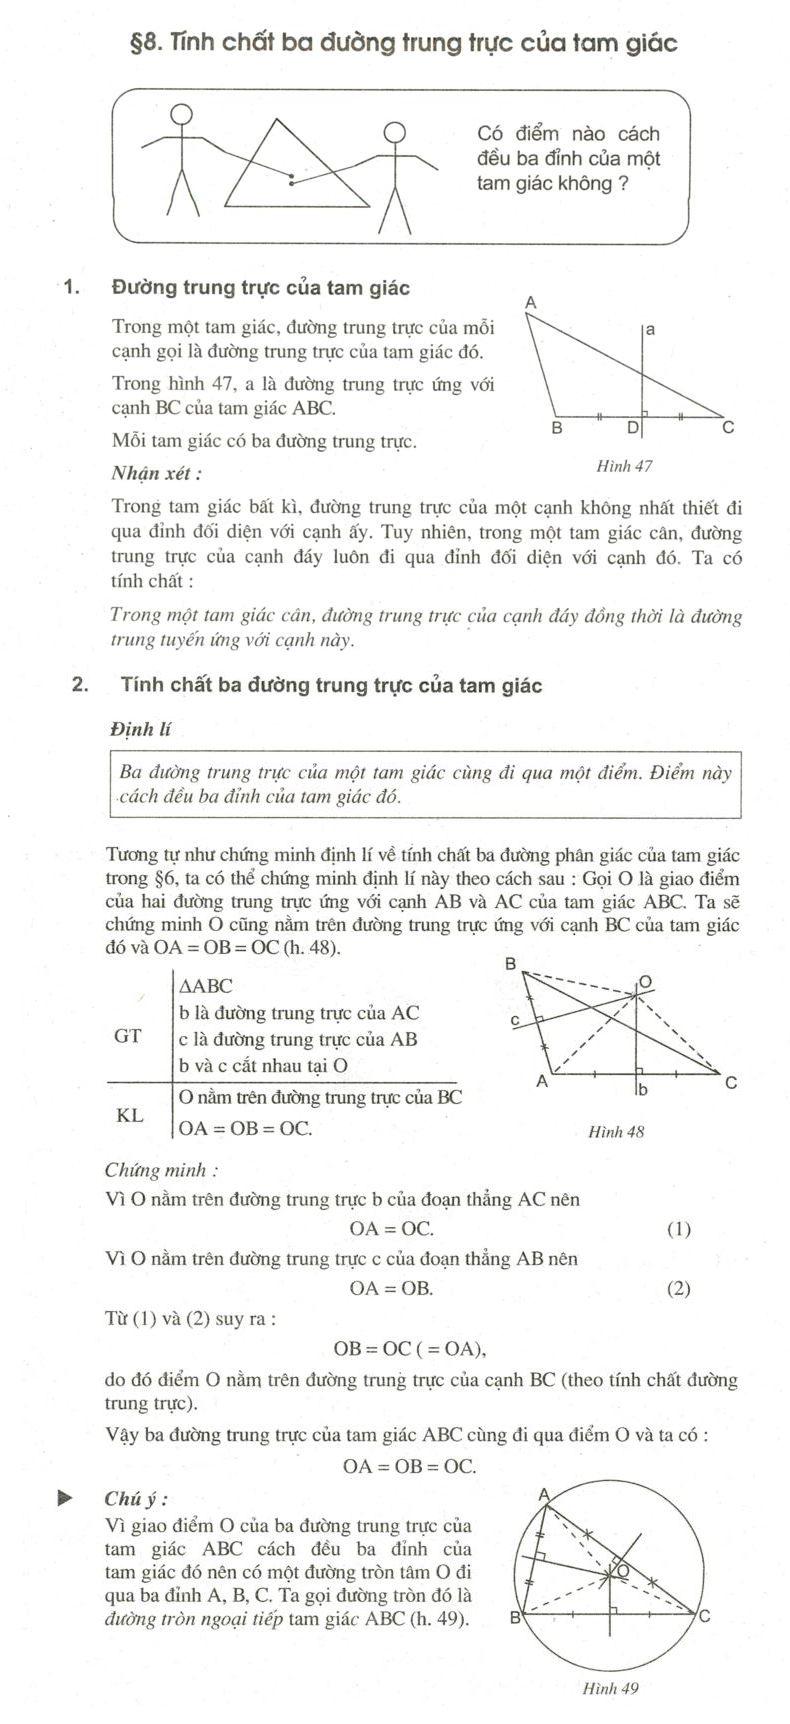 §8. Tính chất ba đường trung trực của tam giác
Có điểm nào cách
đều ba đỉnh của một
tam giác không ?
1. Đường trung trực của tam giác
Trong một tam giác, đường trung trực của mỗi
cạnh gọi là đường trung trực của tam giác đó.
Trong hình 47, a là đường trung trực ứng với
cạnh BC của tam giác ABC.
Mỗi tam giác có ba đường trung trực.
A
a
B
D
C
Hình 47
Nhận xét :
Trong tam giác bất kì, đường trung trực của một cạnh không nhất thiết đi
qua đỉnh đối diện với cạnh ấy. Tuy nhiên, trong một tam giác cân, đường
trung trực của cạnh đáy luôn đi qua đỉnh đối diện với cạnh đó. Ta có
tính chất :
Trong một tam giác cân, đường trung trực của cạnh đáy đồng thời là đường
trung tuyến ứng với cạnh này.
2. Tính chất ba đường trung trực của tam giác
Định lí
Ba đường trung trực của một tam giác cùng đi qua một điểm. Điểm này
cách đều ba đỉnh của tam giác đó.
Tương tự như chứng minh định lí về tính chất ba đường phân giác của tam giác
trong §6, ta có thể chứng minh định lí này theo cách sau : Gọi O là giao điểm
của hai đường trung trực ứng với cạnh AB và AC của tam giác ABC. Ta sẽ
chứng minh O cũng nằm trên đường trung trực ứng với cạnh BC của tam giác
đó và OA = OB = OC (h. 48).
GT
ΔABC
b là đường trung trực của AC
c là đường trung trực của AB
b và c cắt nhau tại O
KL
O nằm trên đường trung trực của BC
OA = OB = OC.
B
O
c
A
b
C
Hình 48
Chứng minh :
Vì O nằm trên đường trung trực b của đoạn thẳng AC nên
OA = OC. (1)
Vì O nằm trên đường trung trực c của đoạn thẳng AB nên
OA = OB. (2)
Từ (1) và (2) suy ra :
OB = OC ( = OA),
do đó điểm O nằm trên đường trung trực của cạnh BC (theo tính chất đường
trung trực).
Vậy ba đường trung trực của tam giác ABC cùng đi qua điểm O và ta có :
OA = OB = OC.
Chú ý :
Vì giao điểm O của ba đường trung trực của
tam giác ABC cách đều ba đỉnh của
tam giác đó nên có một đường tròn tâm O đi
qua ba đỉnh A, B, C. Ta gọi đường tròn đó là
đường tròn ngoại tiếp tam giác ABC (h. 49).
A
O
B
C
Hình 49